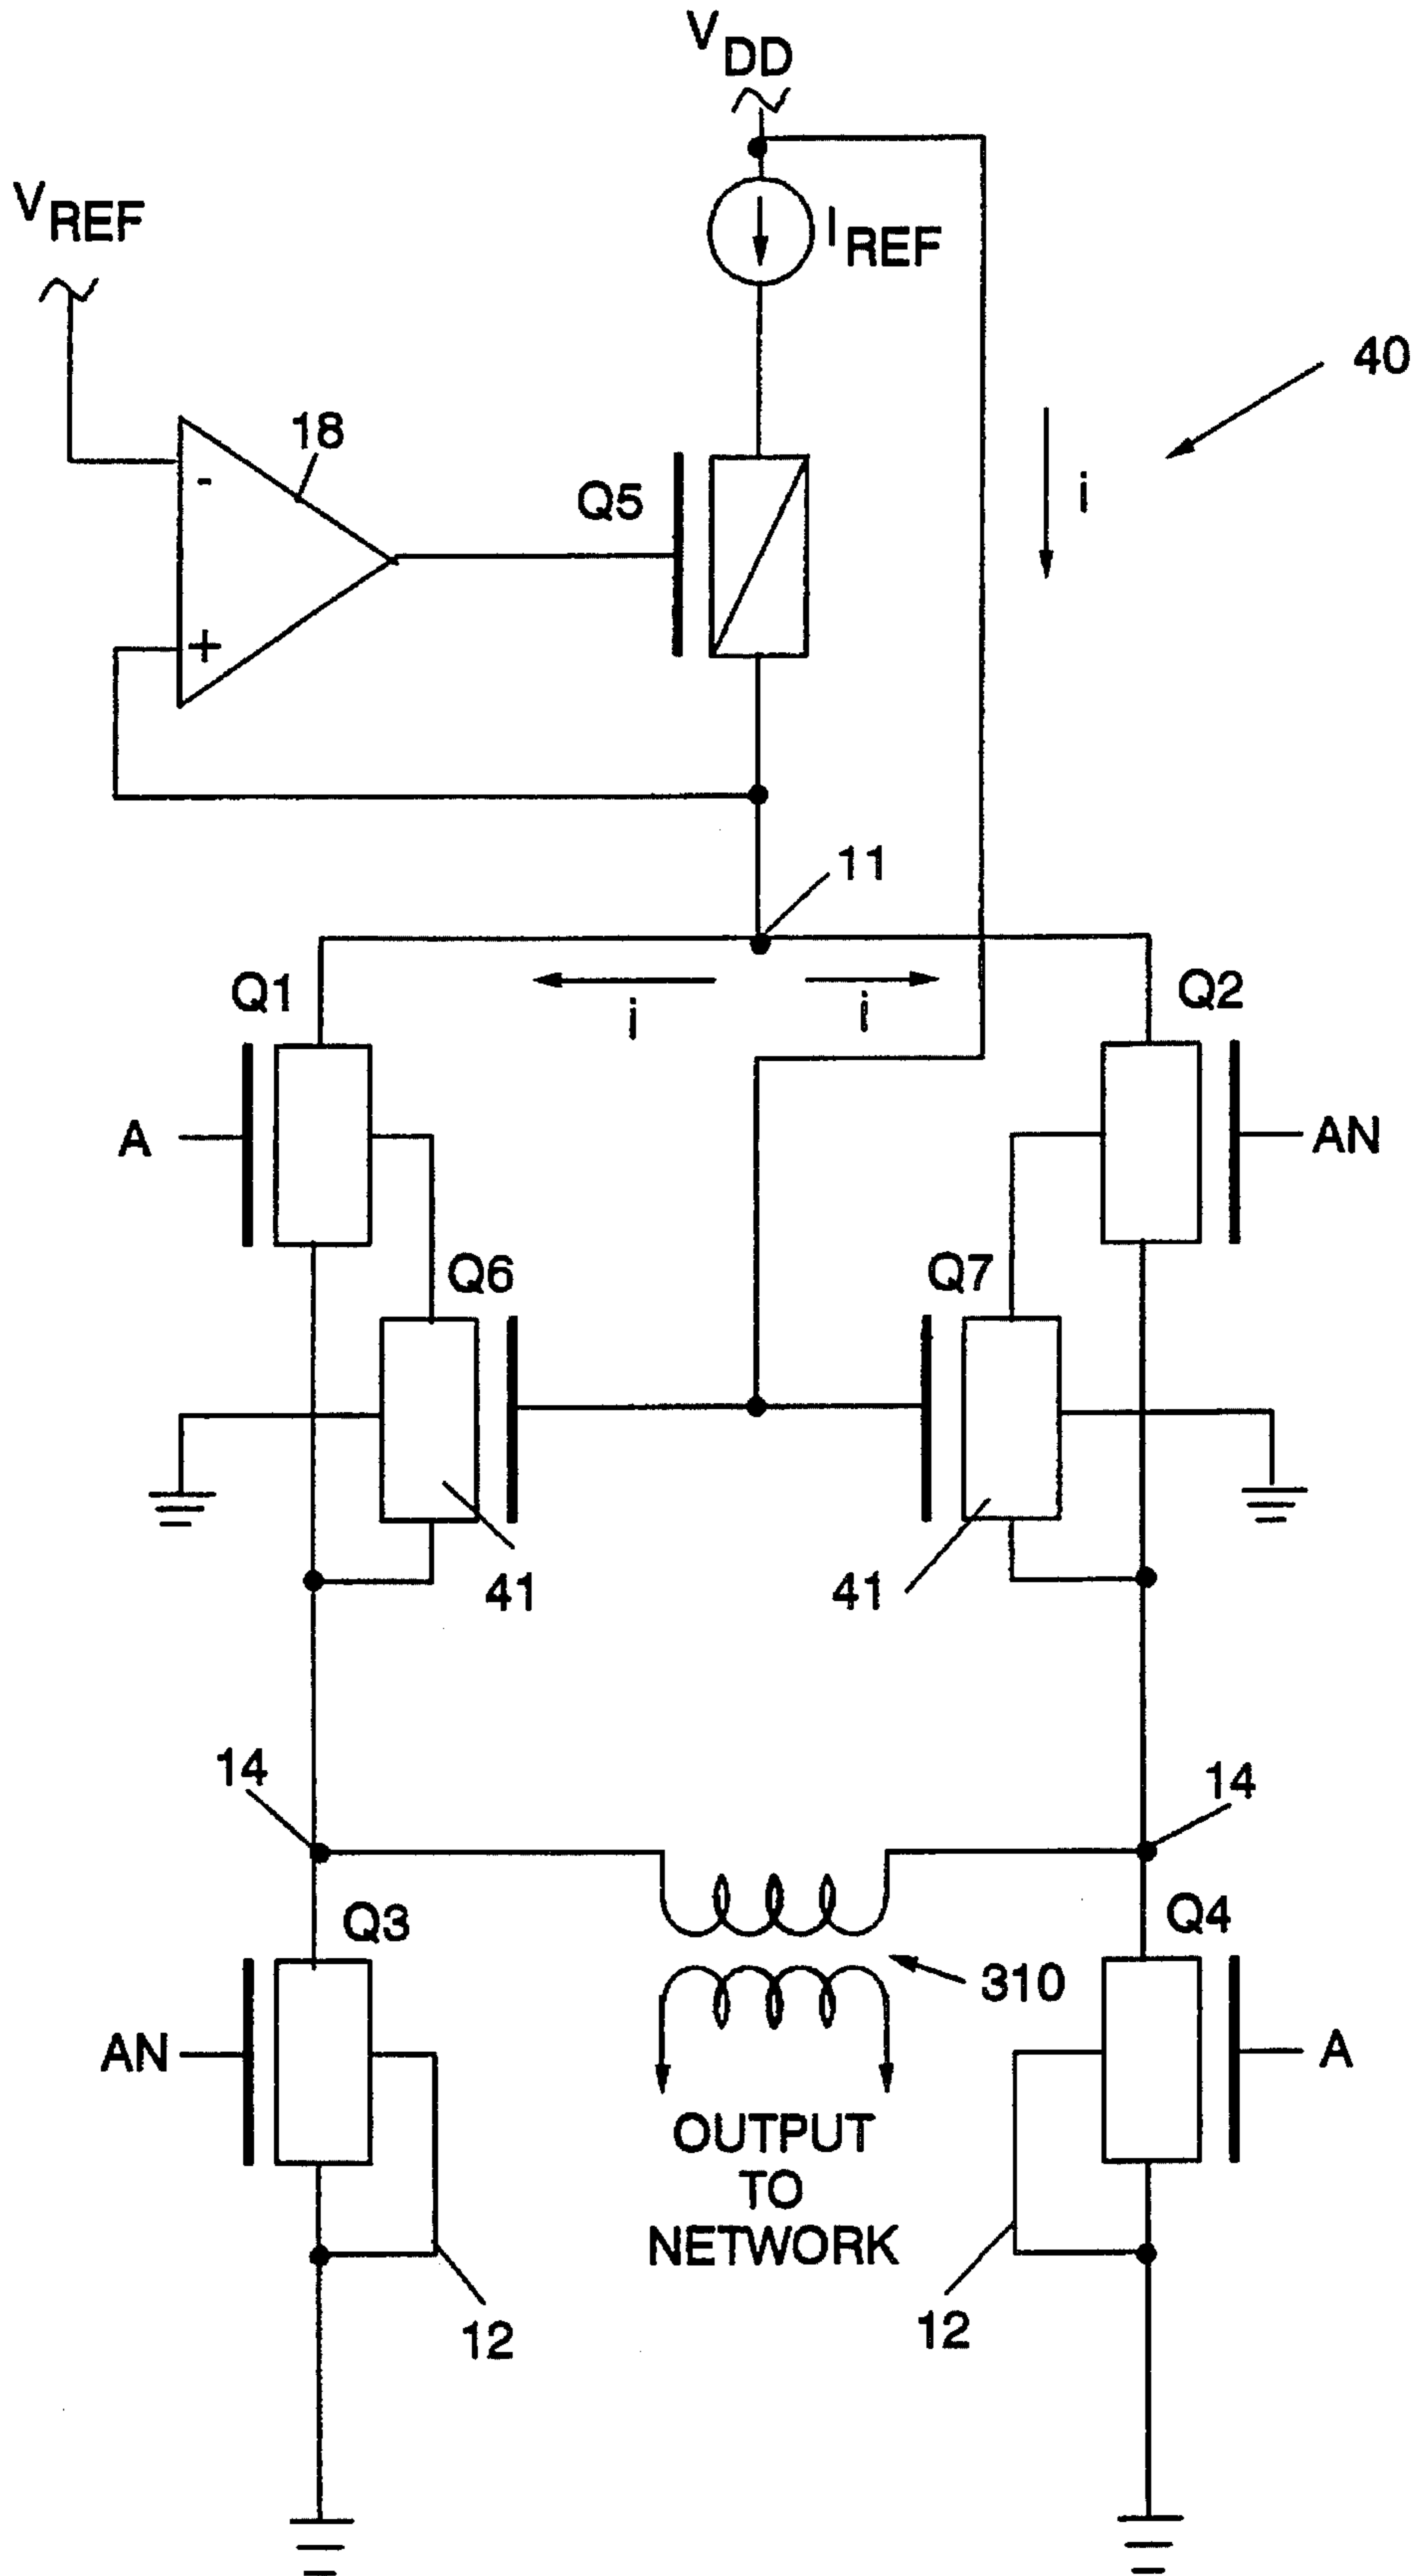 VDD
VREF
IREF
40
18
i
Q5
-
+
11
Q1
i
i
Q2
A
AN
Q6
Q7
41
41
14
14
Q3
Q4
310
AN
A
OUTPUT
TO
NETWORK
12
12